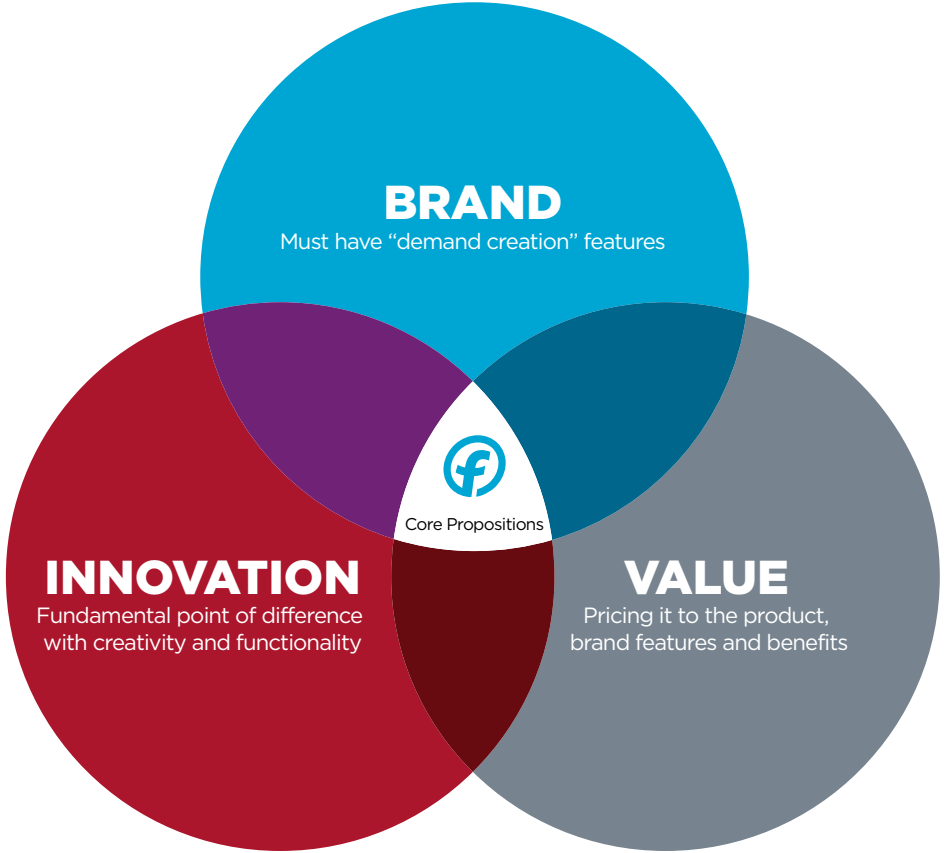 BRAND
Must have “demand creation” features
f
Core Propositions
INNOVATION
Fundamental point of difference
with creativity and functionality
VALUE
Pricing it to the product,
brand features and benefits